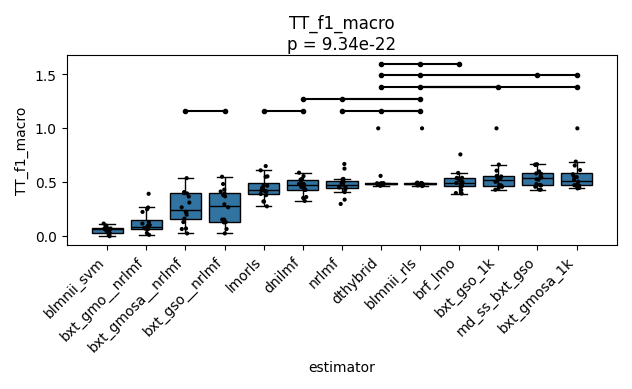 TT_f1_macro
p = 9.34e-22
TT_f1_macro
1.5
1.0
0.5
0.0
blmnii_svm
bxt_gmo__nrlmf
bxt_gmosa__nrlmf
bxt_gso__nrlmf
lmorls
dnilmf
nrlmf
dthybrid
blmnii_rls
brf_lmo
bxt_gso_1k
md_ss_bxt_gso
bxt_gmosa_1k
estimator